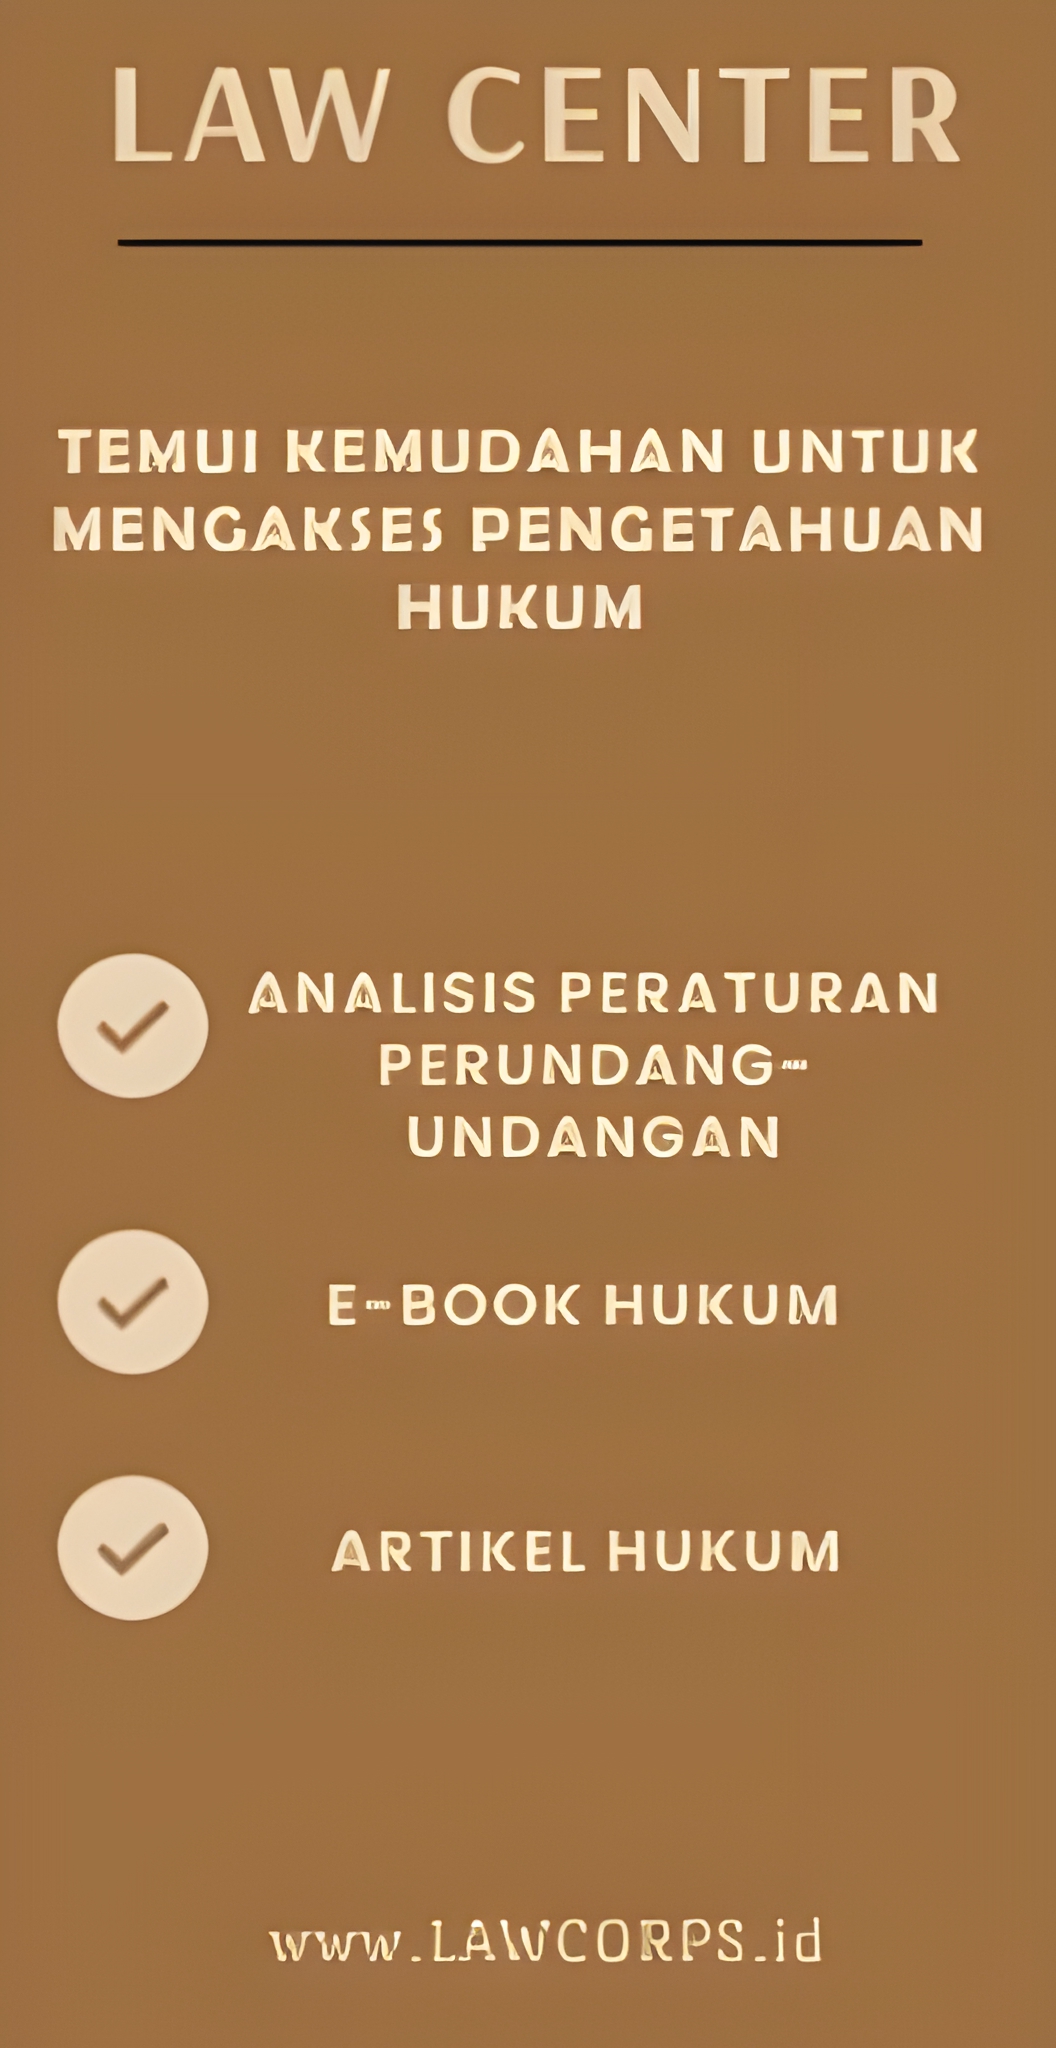 LAW CENTER
TEMUI KEMUDAHAN UNTUK
MENGAKSES PENGETAHUAN
HUKUM
ANALISIS PERATURAN
PERUNDANG-
UNDANGAN
E-BOOK HUKUM
ARTIKEL HUKUM
www.LAWCORPS.id